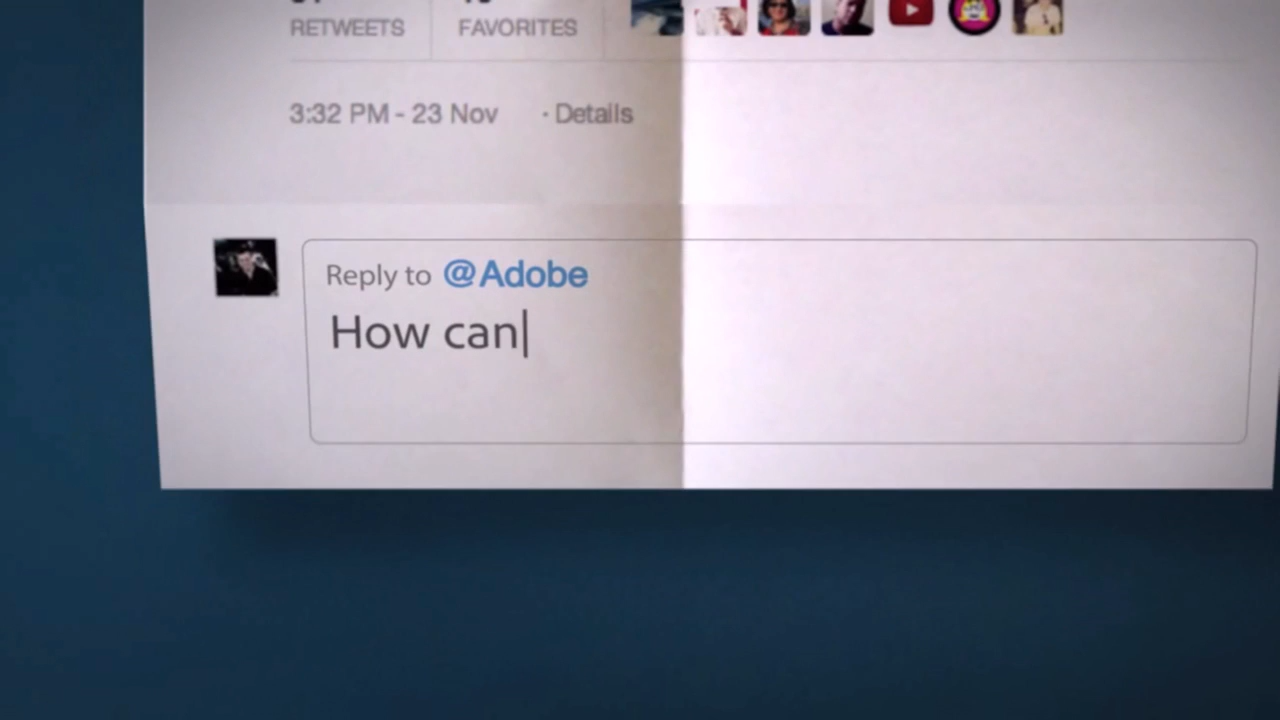 RETWEETS FAVORITES
3:32 PM - 23 Nov · Details
Reply to @Adobe
How can